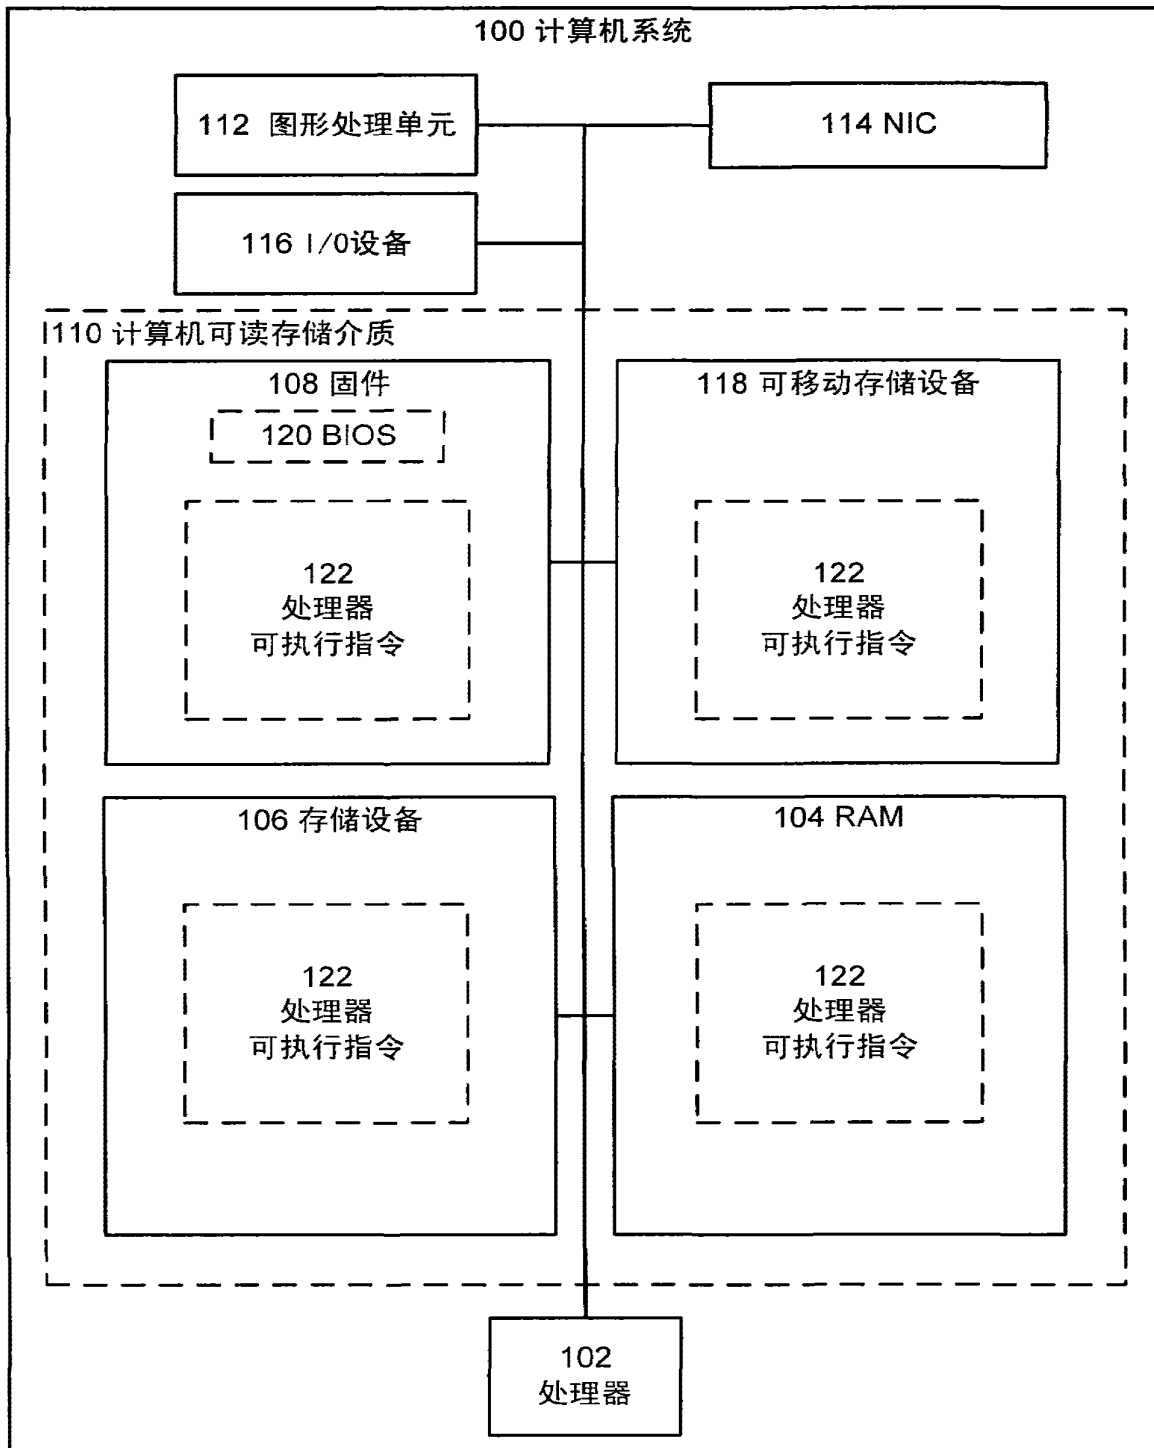 100 计算机系统
112 图形处理单元
114 NIC
116 I/0设备
110 计算机可读存储介质
108 固件
120 BIOS
122
处理器
可执行指令
118 可移动存储设备
122
处理器
可执行指令
106 存储设备
122
处理器
可执行指令
104 RAM
122
处理器
可执行指令
102
处理器